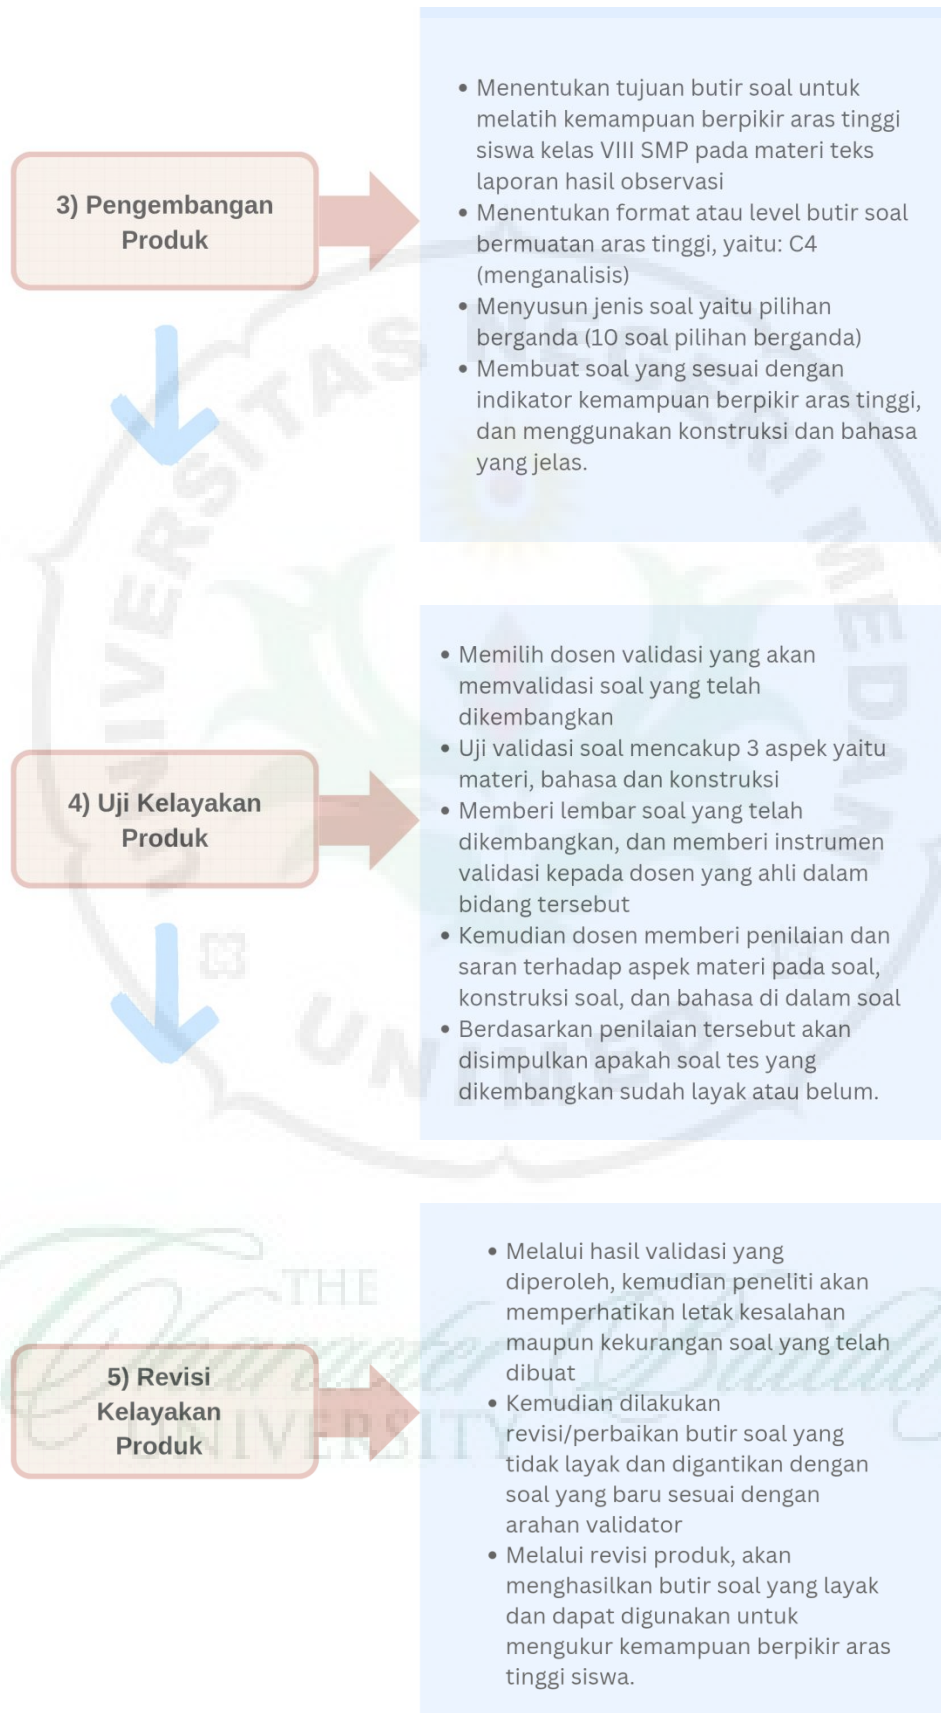 3) Pengembangan
Produk
• Menentukan tujuan butir soal untuk
melatih kemampuan berpikir aras tinggi
siswa kelas VIII SMP pada materi teks
laporan hasil observasi
• Menentukan format atau level butir soal
bermuatan aras tinggi, yaitu: C4
(menganalisis)
• Menyusun jenis soal yaitu pilihan
berganda (10 soal pilihan berganda)
• Membuat soal yang sesuai dengan
indikator kemampuan berpikir aras tinggi,
dan menggunakan konstruksi dan bahasa
yang jelas.
4) Uji Kelayakan
Produk
• Memilih dosen validasi yang akan
memvalidasi soal yang telah
dikembangkan
• Uji validasi soal mencakup 3 aspek yaitu
materi, bahasa dan konstruksi
• Memberi lembar soal yang telah
dikembangkan, dan memberi instrumen
validasi kepada dosen yang ahli dalam
bidang tersebut
• Kemudian dosen memberi penilaian dan
saran terhadap aspek materi pada soal,
konstruksi soal, dan bahasa di dalam soal
• Berdasarkan penilaian tersebut akan
disimpulkan apakah soal tes yang
dikembangkan sudah layak atau belum.
5) Revisi
Kelayakan
Produk
• Melalui hasil validasi yang
diperoleh, kemudian peneliti akan
memperhatikan letak kesalahan
maupun kekurangan soal yang telah
dibuat
• Kemudian dilakukan
revisi/perbaikan butir soal yang
tidak layak dan digantikan dengan
soal yang baru sesuai dengan
arahan validator
• Melalui revisi produk, akan
menghasilkan butir soal yang layak
dan dapat digunakan untuk
mengukur kemampuan berpikir aras
tinggi siswa.
UNIVERSITAS NEGERI MEDAN
UNIMED
THE
Character
UNIVERSITY